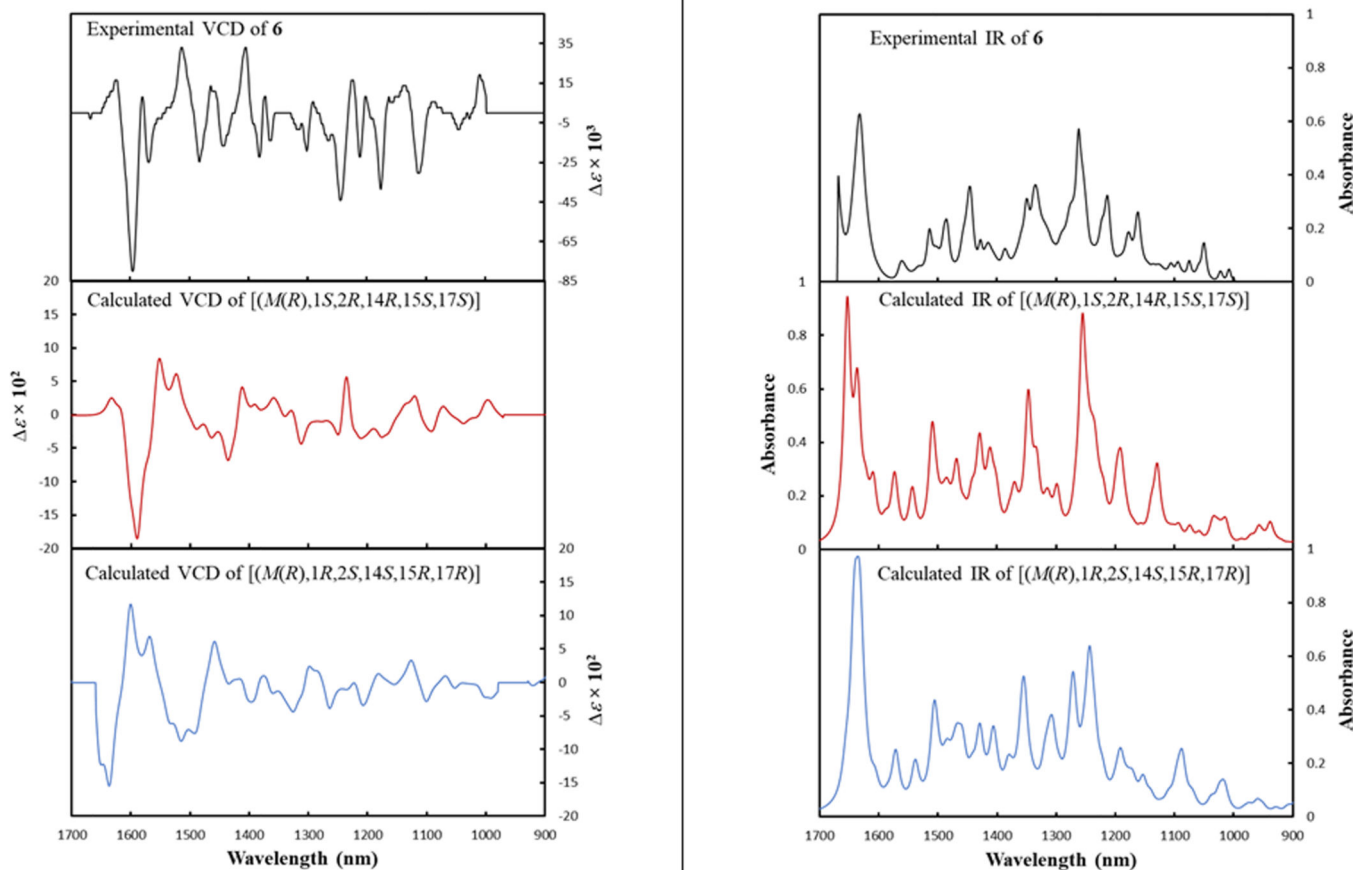 Experimental VCD of 6
35
15
-5
-25
-45
-65
-85
Δε × 10³
Calculated VCD of [(M(R),1S,2R,14R,15S,17S)]
20
15
10
5
0
-5
-10
-15
-20
Δε × 10²
Calculated VCD of [(M(R),1R,2S,14S,15R,17R)]
20
15
10
5
0
-5
-10
-15
-20
Δε × 10²
1700 1600 1500 1400 1300 1200 1100 1000 900
Wavelength (nm)
Experimental IR of 6
1
0.8
0.6
0.4
0.2
0
Absorbance
Calculated IR of [(M(R),1S,2R,14R,15S,17S)]
1
0.8
0.6
0.4
0.2
0
Absorbance
Calculated IR of [(M(R),1R,2S,14S,15R,17R)]
1
0.8
0.6
0.4
0.2
0
Absorbance
1700 1600 1500 1400 1300 1200 1100 1000 900
Wavelength (nm)